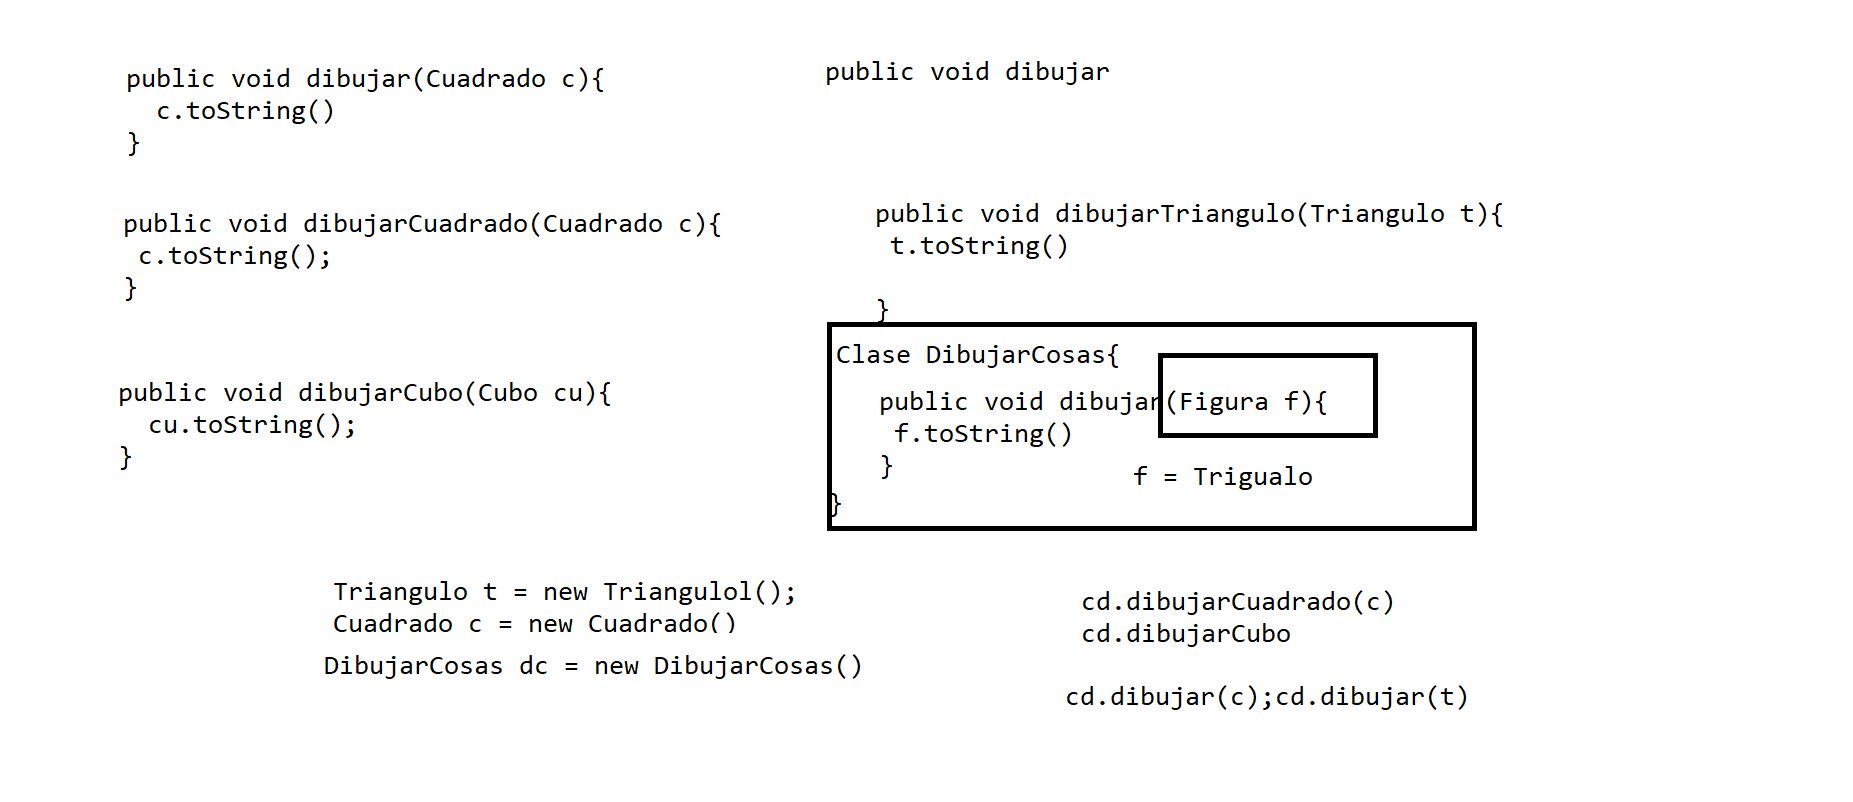 public void dibujar(Cuadrado c){
c.toString()
}
public void dibujar
public void dibujarCuadrado(Cuadrado c){
c.toString();
}
public void dibujarTriangulo(Triangulo t){
t.toString()
}
public void dibujarCubo(Cubo cu){
cu.toString();
}
Clase DibujarCosas{
public void dibujar(Figura f){
f.toString()
}
f = Trigualo
}
Triangulo t = new Triangulol();
Cuadrado c = new Cuadrado()
DibujarCosas dc = new DibujarCosas()
cd.dibujarCuadrado(c)
cd.dibujarCubo
cd.dibujar(c);cd.dibujar(t)